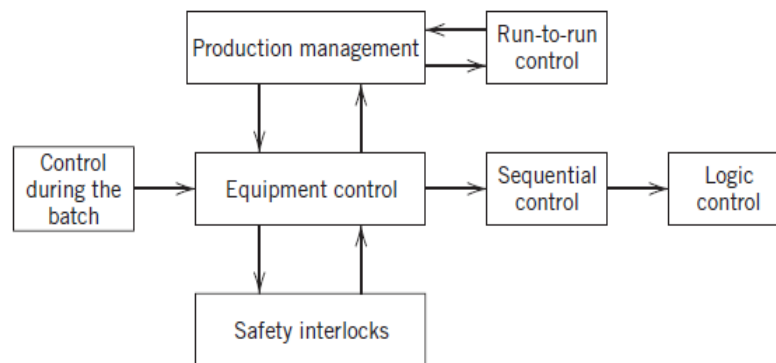 Production management
Run-to-run
control
Control
during the
batch
Equipment control
Sequential
control
Logic
control
Safety interlocks